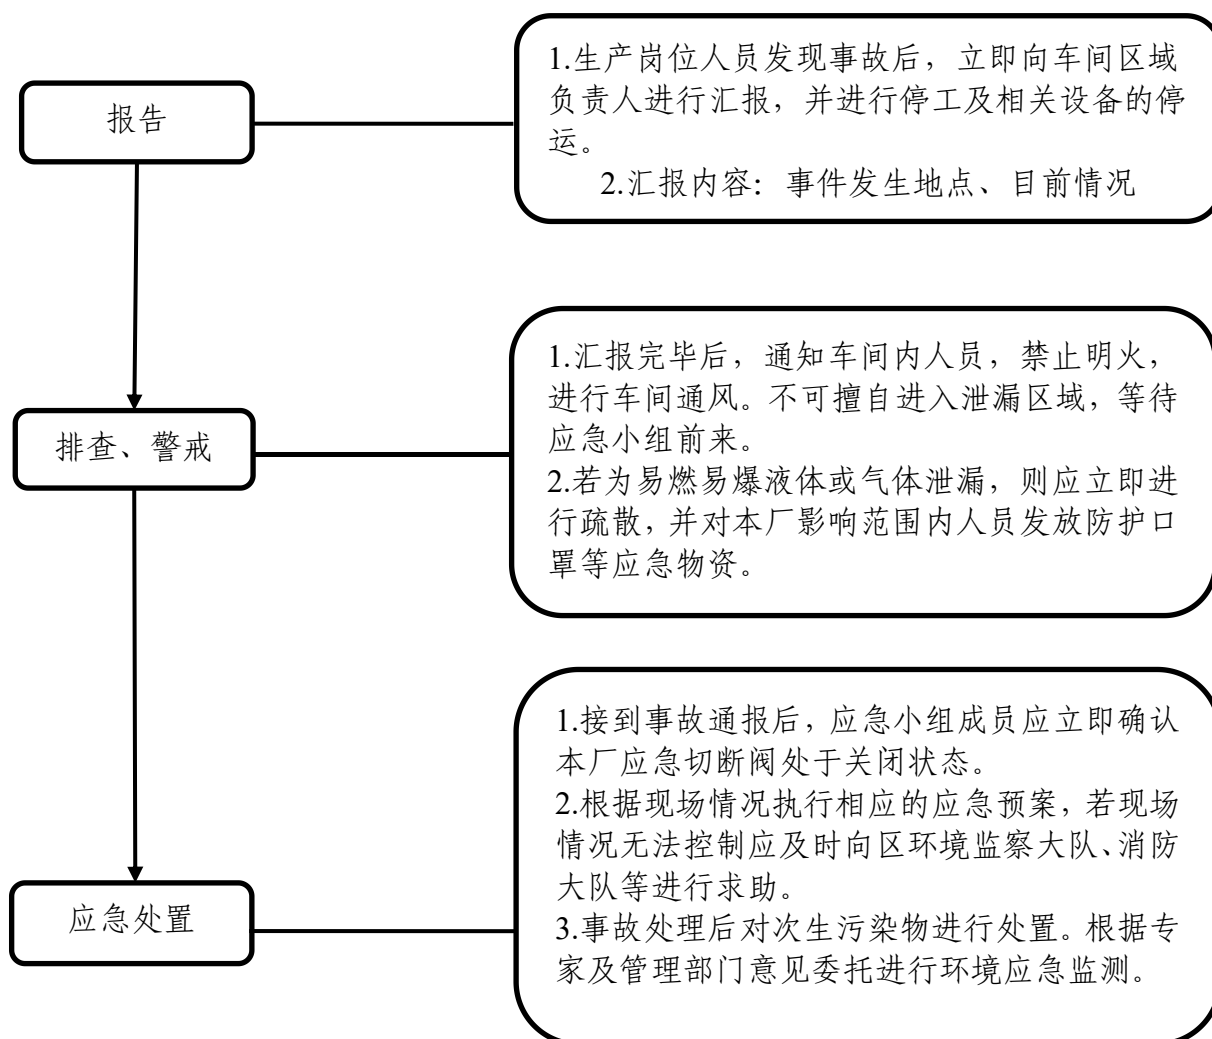 报告
1.生产岗位人员发现事故后，立即向车间区域
负责人进行汇报，并进行停工及相关设备的停
运。
2.汇报内容：事件发生地点、目前情况
排查、警戒
1.汇报完毕后，通知车间内人员，禁止明火，
进行车间通风。不可擅自进入泄漏区域，等待
应急小组前来。
2.若为易燃易爆液体或气体泄漏，则应立即进
行疏散，并对本厂影响范围内人员发放防护口
罩等应急物资。
应急处置
1.接到事故通报后，应急小组成员应立即确认
本厂应急切断阀处于关闭状态。
2.根据现场情况执行相应的应急预案，若现场
情况无法控制应及时向区环境监察大队、消防
大队等进行求助。
3.事故处理后对次生污染物进行处置。根据专
家及管理部门意见委托进行环境应急监测。